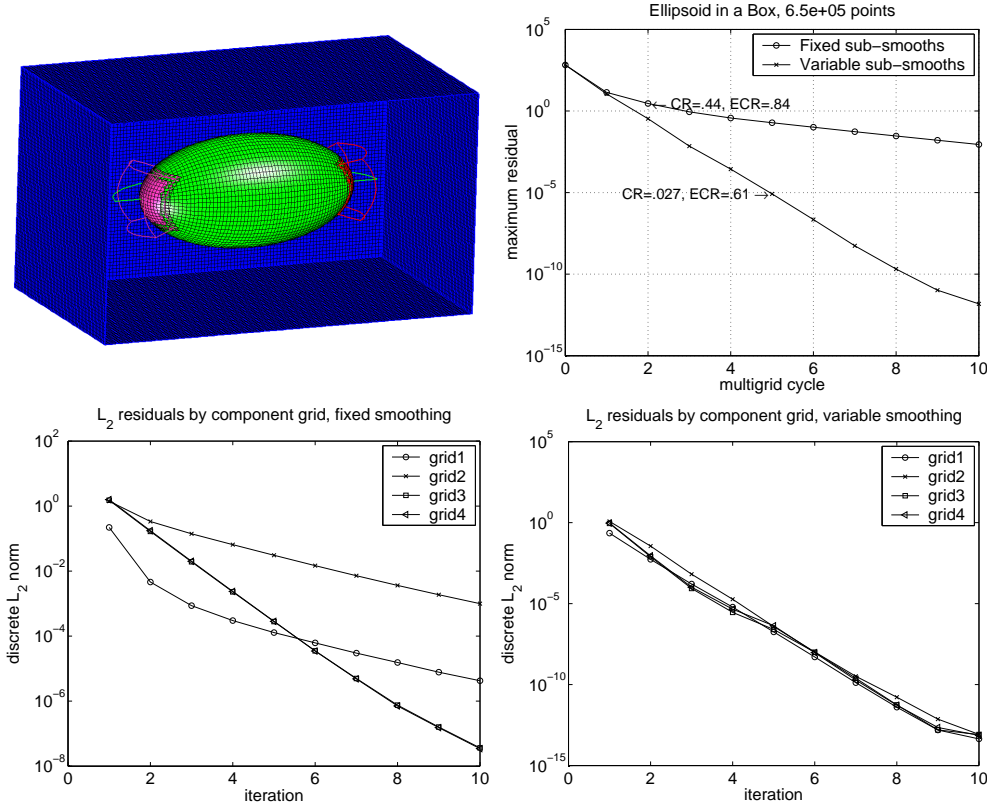 Ellipsoid in a Box, 6.5e+05 points
10^5
10^0
10^-5
10^-10
10^-15
maximum residual
Fixed sub-smooths
Variable sub-smooths
CR=.44, ECR=.84
CR=.027, ECR=.61
0 2 4 6 8 10
multigrid cycle
L_2 residuals by component grid, fixed smoothing
10^2
10^0
10^-2
10^-4
10^-6
10^-8
discrete L_2 norm
grid1
grid2
grid3
grid4
0 2 4 6 8 10
iteration
L_2 residuals by component grid, variable smoothing
10^5
10^0
10^-5
10^-10
10^-15
discrete L_2 norm
grid1
grid2
grid3
grid4
0 2 4 6 8 10
iteration